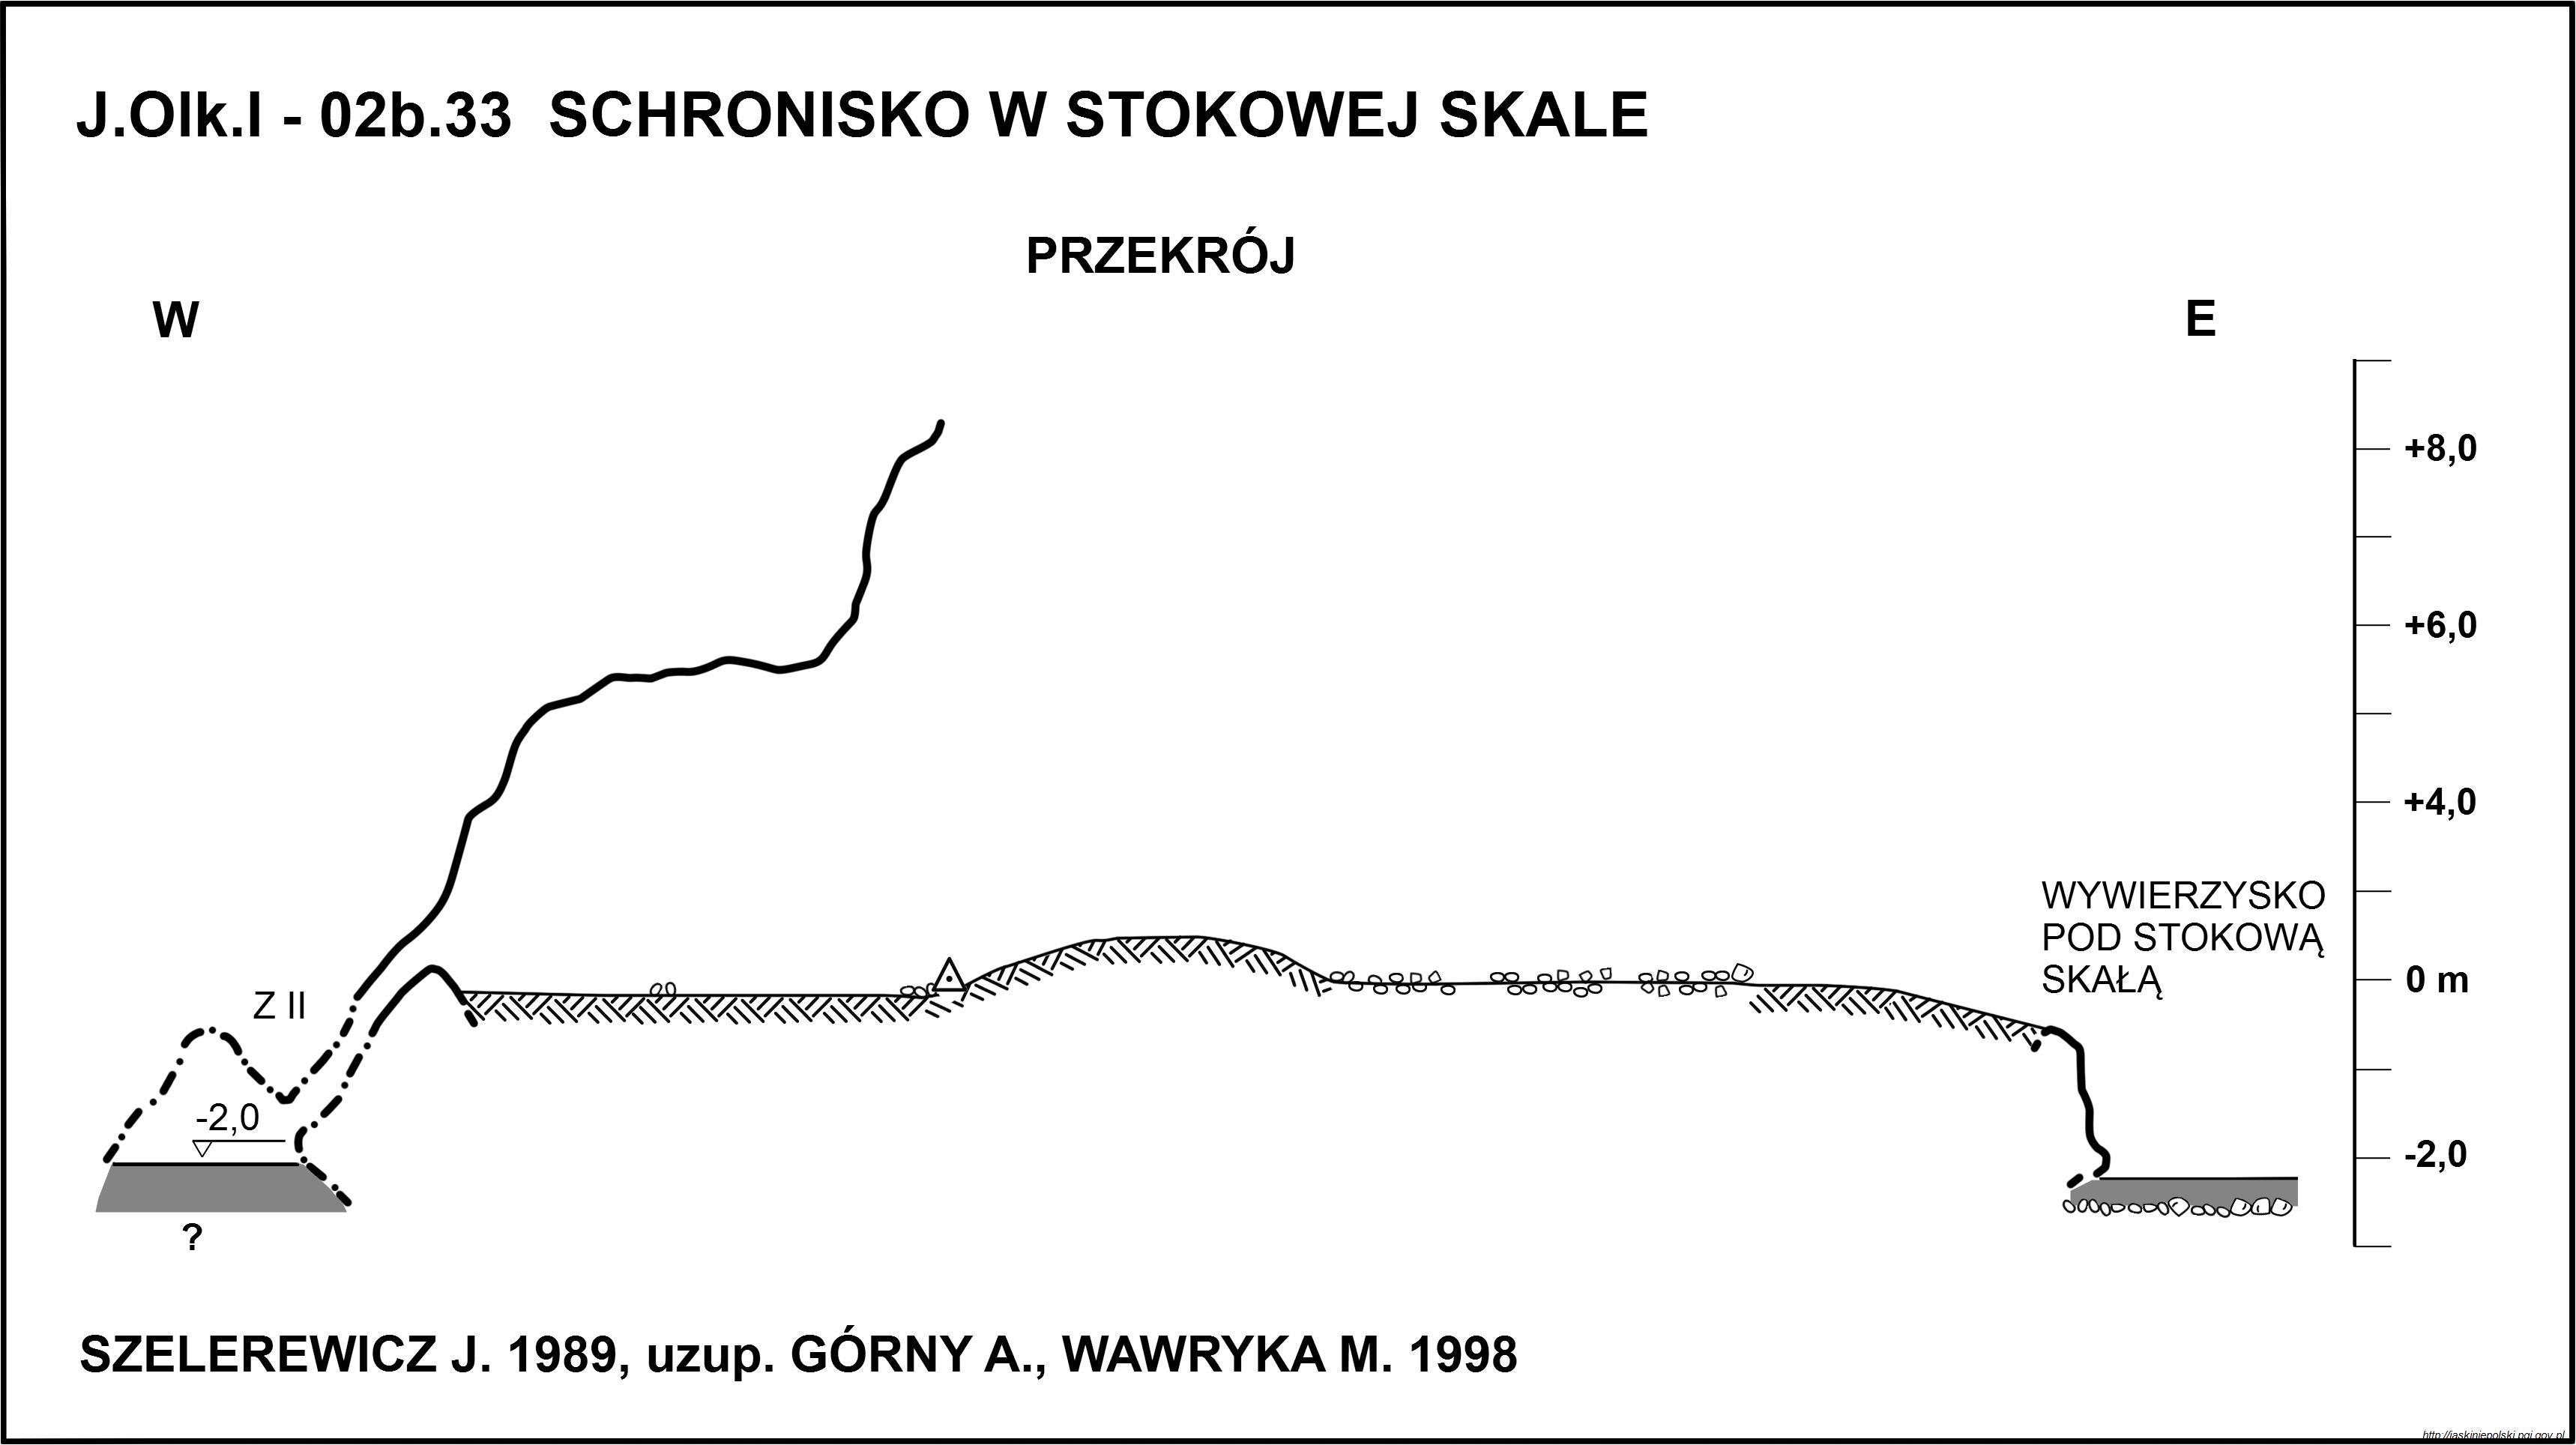 J.Olk.I - 02b.33 SCHRONISKO W STOKOWEJ SKALE
PRZEKRÓJ
W
E
+8,0
+6,0
+4,0
WYWIERZYSKO
POD STOKOWĄ
SKAŁĄ
0 m
Z II
-2,0
-2,0
?
SZELEREWICZ J. 1989, uzup. GÓRNY A., WAWRYKA M. 1998
http://jaskiniepolski.pgi.gov.pl